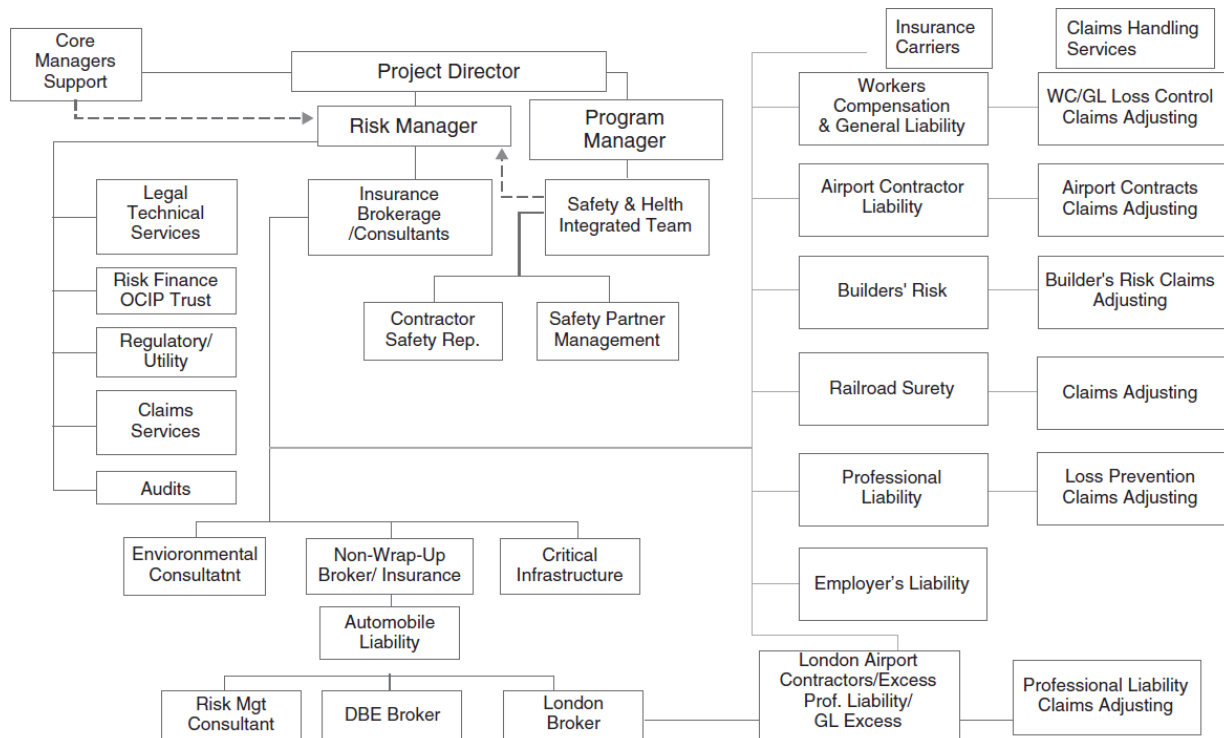 Core
Managers
Support
Project Director
Risk Manager
Program
Manager
Insurance
Carriers
Claims Handling
Services
Workers
Compensation
& General Liability
WC/GL Loss Control
Claims Adjusting
Legal
Technical
Services
Insurance
Brokerage
/Consultants
Safety & Helth
Integrated Team
Airport Contractor
Liability
Airport Contracts
Claims Adjusting
Risk Finance
OCIP Trust
Contractor
Safety Rep.
Safety Partner
Management
Builders' Risk
Builder's Risk Claims
Adjusting
Regulatory/
Utility
Railroad Surety
Claims Adjusting
Claims
Services
Audits
Professional
Liability
Loss Prevention
Claims Adjusting
Envioronmental
Consultatnt
Non-Wrap-Up
Broker/ Insurance
Critical
Infrastructure
Employer's Liability
Automobile
Liability
Risk Mgt
Consultant
DBE Broker
London
Broker
London Airport
Contractors/Excess
Prof. Liability/
GL Excess
Professional Liability
Claims Adjusting